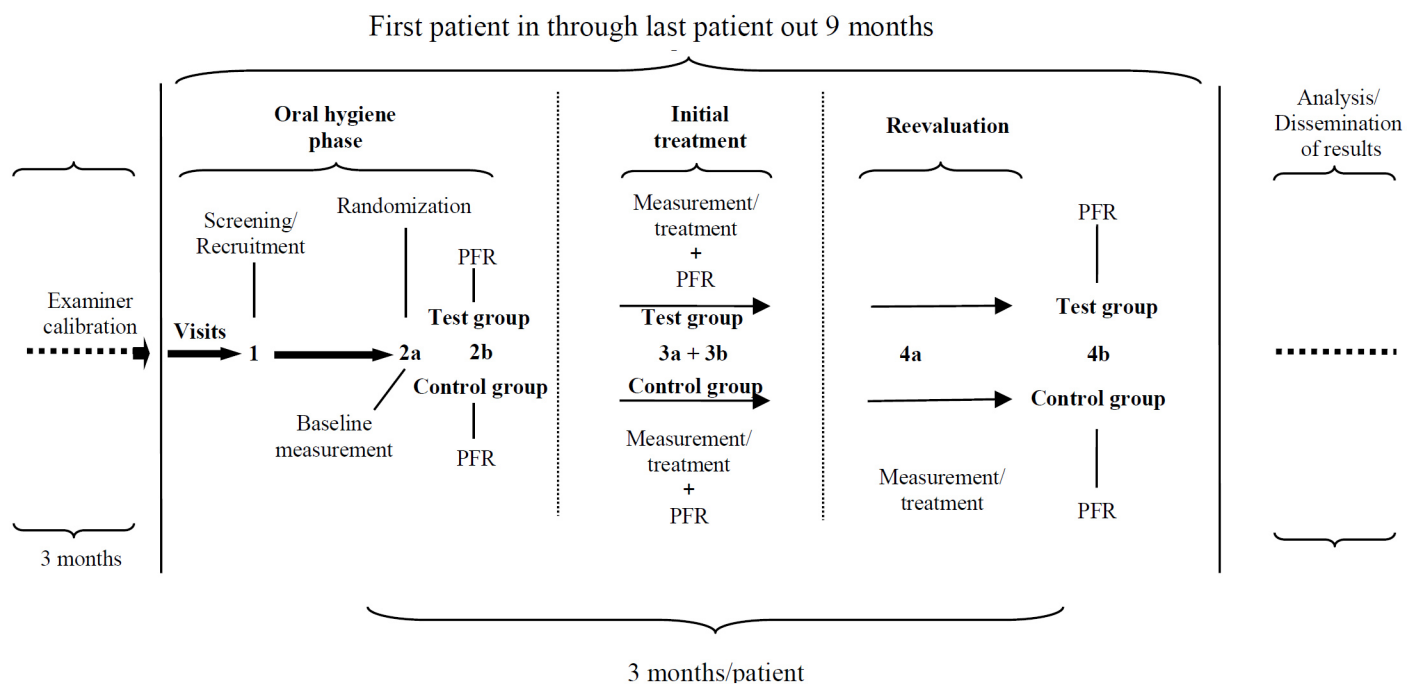 First patient in through last patient out 9 months
Oral hygiene
phase
Initial
treatment
Reevaluation
Analysis/
Dissemination
of results
Examiner
calibration
3 months
Visits
Screening/
Recruitment
1
Randomization
2a
Baseline
measurement
PFR
Test group
2b
Control group
PFR
Measurement/
treatment
+
PFR
Test group
3a + 3b
Control group
Measurement/
treatment
+
PFR
4a
Measurement/
treatment
PFR
Test group
4b
Control group
PFR
3 months/patient